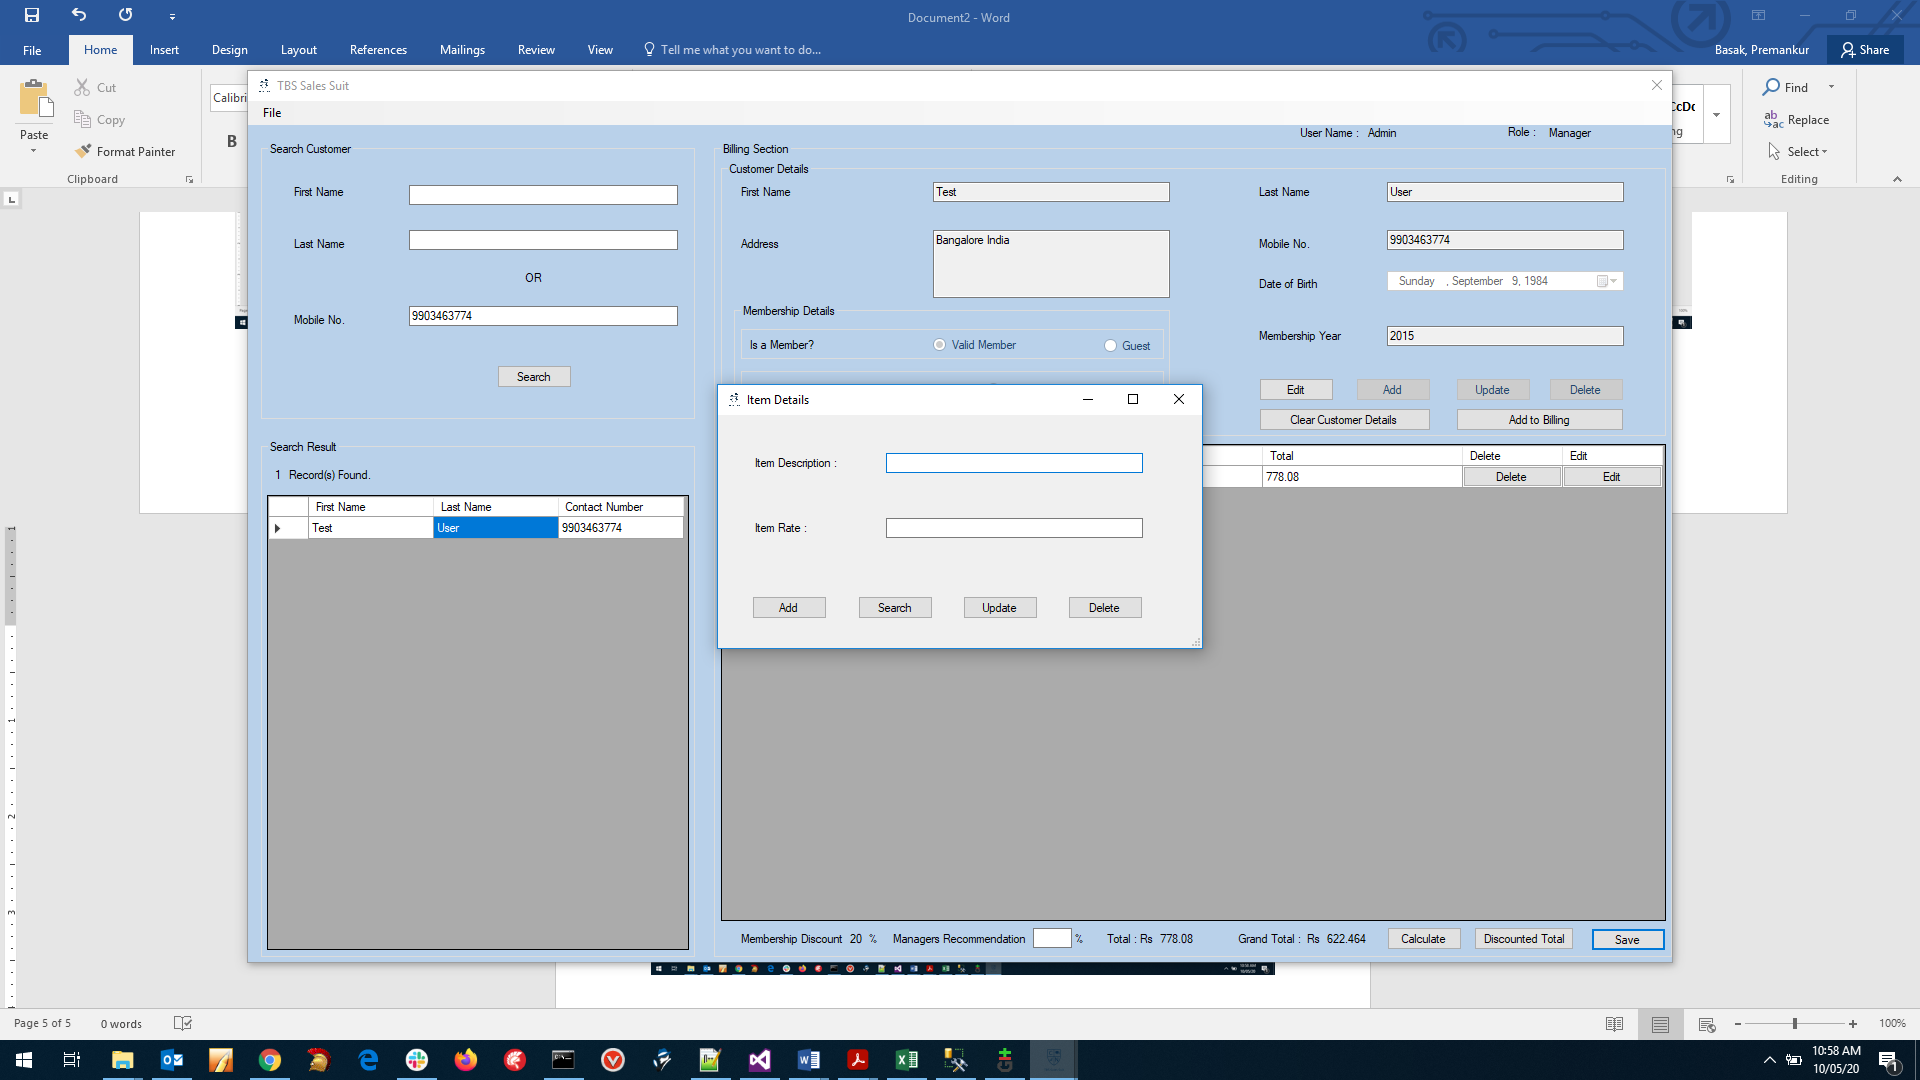 Document2 - Word
File Home Insert Design Layout References Mailings Review View Tell me what you want to do... Basak, Premankur Share
Paste
Cut
Copy
Format Painter
Clipboard
Calibri
B
Find
Replace
Select
Editing
TBS Sales Suit
File
User Name : Admin Role : Manager
Search Customer
First Name
Last Name
OR
Mobile No. 9903463774
Search
Search Result
1 Record(s) Found.
First Name Last Name Contact Number
Test User 9903463774
Billing Section
Customer Details
First Name Test Last Name User
Address Bangalore India Mobile No. 9903463774
Date of Birth Sunday , September 9, 1984
Membership Details
Is a Member? Valid Member Guest
Membership Year 2015
Edit Add Update Delete
Clear Customer Details Add to Billing
Total Delete Edit
778.08 Delete Edit
Item Details
Item Description :
Item Rate :
Add Search Update Delete
Membership Discount 20 % Managers Recommendation % Total : Rs 778.08 Grand Total : Rs 622.464 Calculate Discounted Total Save
Page 5 of 5 0 words 100%
10:58 AM
10/05/20
1